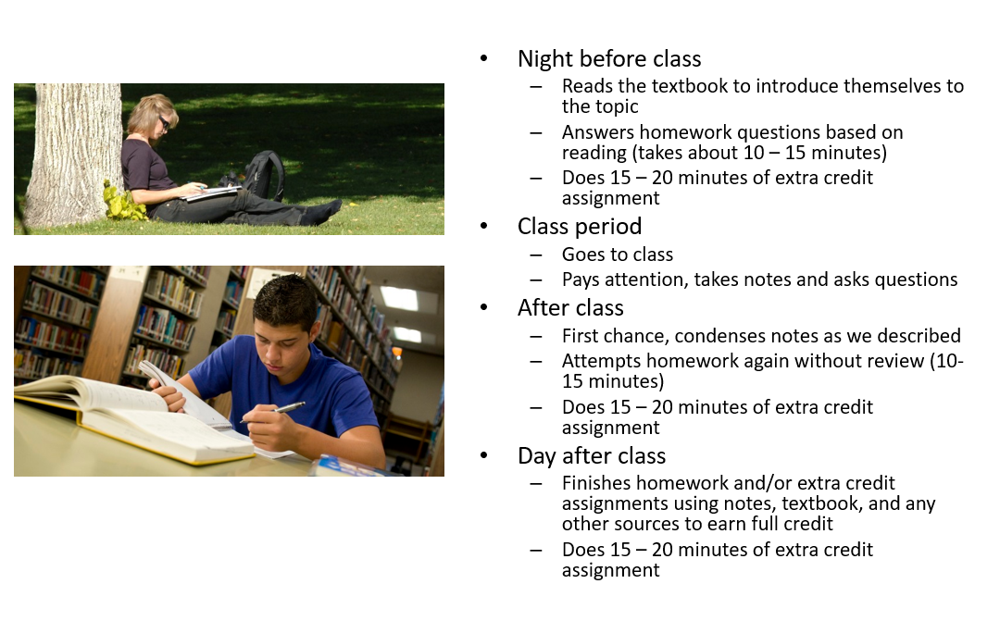 • Night before class
– Reads the textbook to introduce themselves to
the topic
– Answers homework questions based on
reading (takes about 10 – 15 minutes)
– Does 15 – 20 minutes of extra credit
assignment
• Class period
– Goes to class
– Pays attention, takes notes and asks questions
• After class
– First chance, condenses notes as we described
– Attempts homework again without review (10-
15 minutes)
– Does 15 – 20 minutes of extra credit
assignment
• Day after class
– Finishes homework and/or extra credit
assignments using notes, textbook, and any
other sources to earn full credit
– Does 15 – 20 minutes of extra credit
assignment